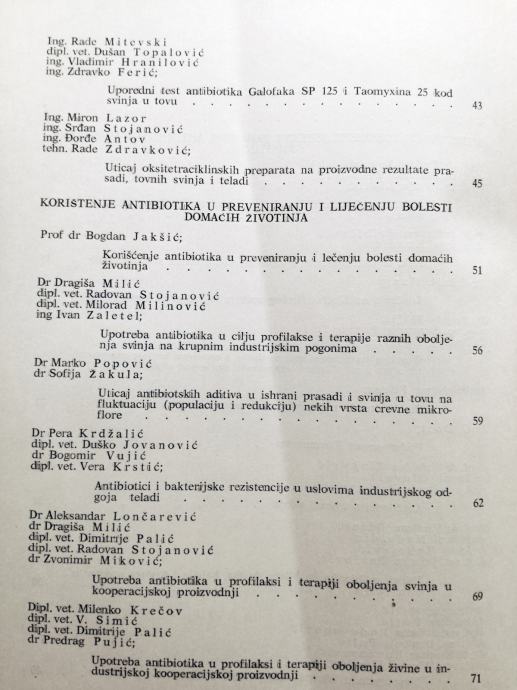 Ing. Rade Mitevski
dipl. vet. Dušan Topalović
ing. Vladimir Hranilović
ing. Zdravko Ferić;
Uporedni test antibiotika Galofaka SP 125 i Taomyxina 25 kod
svinja u tovu . . . . . . . . . . . . . 43
Ing. Miron Lazor
ing. Srđan Stojanović
ing. Đorđe Antov
tehn. Rade Zdravković;
Uticaj oksitetraciklinskih preparata na proizvodne rezultate pra-
sadi, tovnih svinja i teladi . . . . . . . . . . . 45
KORIŠTENJE ANTIBIOTIKA U PREVENIRANJU I LIJEČENJU BOLESTI
DOMAĆIH ŽIVOTINJA
Prof dr Bogdan Jakšić;
Korišćenje antibiotika u preveniranju i lečenju bolesti domaćih
životinja . . . . . . . . . . . . . . 51
Dr Dragiša Milić
dipl. vet. Radovan Stojanović
dipl. vet. Milorad Milinović
ing Ivan Zaletel;
Upotreba antibiotika u cilju profilakse i terapije raznih obolje-
nja svinja na krupnim industrijskim pogonima . . . . . 56
Dr Marko Popović
dr Sofija Žakula;
Uticaj antibiotskih aditiva u ishrani prasadi i svinja u tovu na
fluktuaciju (populaciju i redukciju) nekih vrsta crevne mikro-
flore . . . . . . . . . . . . . . . 59
Dr Pera Krdžalić
dipl. vet. Duško Jovanović
dr Bogomir Vujić
dipl. vet. Vera Krstić;
Antibiotici i bakterijske rezistencije u uslovima industrijskog od-
goja teladi . . . . . . . . . . . . . . 62
Dr Aleksandar Lončarević
dr Dragiša Milić
dipl. vet. Dimitrije Palić
dipl. vet. Radovan Stojanović
dr Zvonimir Miković;
Upotreba antibiotika u profilaksi i terapiji oboljenja svinja u
kooperacijskoj proizvodnji . . . . . . . . . . 69
Dipl. vet. Milenko Krečov
dipl. vet. V. Simić
dipl. vet. Dimitrije Palić
dr Predrag Pujić;
Upotreba antibiotika u profilaksi i terapiji oboljenja živine u in-
dustrijskoj kooperacijskoj proizvodnji . . . . . . . 71